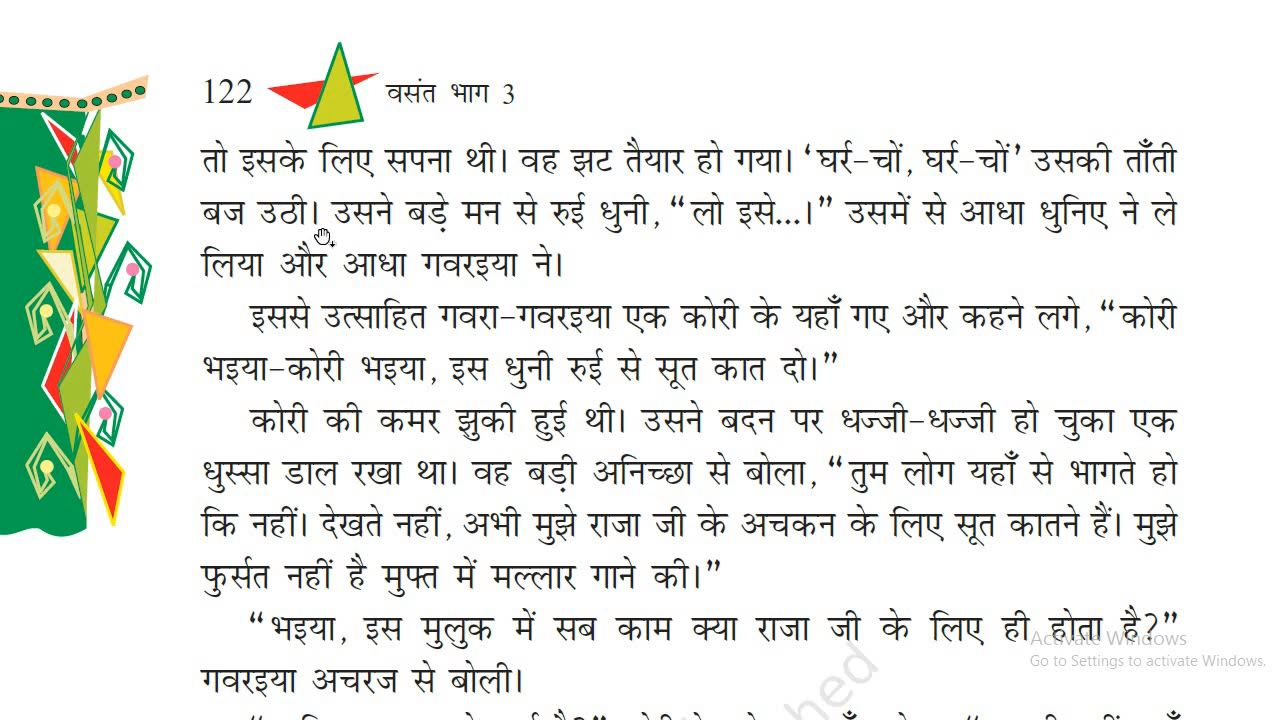 122 वसंत भाग 3
तो इसके लिए सपना थी। वह झट तैयार हो गया। ‘घर्र-चों, घर्र-चों’ उसकी ताँती
बज उठी। उसने बड़े मन से रुई धुनी, “लो इसे...।” उसमें से आधा धुनिए ने ले
लिया और आधा गवरइया ने।
इससे उत्साहित गवरा-गवरइया एक कोरी के यहाँ गए और कहने लगे, “कोरी
भइया-कोरी भइया, इस धुनी रुई से सूत कात दो।”
कोरी की कमर झुकी हुई थी। उसने बदन पर धज्जी-धज्जी हो चुका एक
धुस्सा डाल रखा था। वह बड़ी अनिच्छा से बोला, “तुम लोग यहाँ से भागते हो
कि नहीं। देखते नहीं, अभी मुझे राजा जी के अचकन के लिए सूत कातने हैं। मुझे
फुर्सत नहीं है मुफ्त में मल्लार गाने की।”
“भइया, इस मुलुक में सब काम क्या राजा जी के लिए ही होता है?”
गवरइया अचरज से बोली।
Activate Windows
Go to Settings to activate Windows.